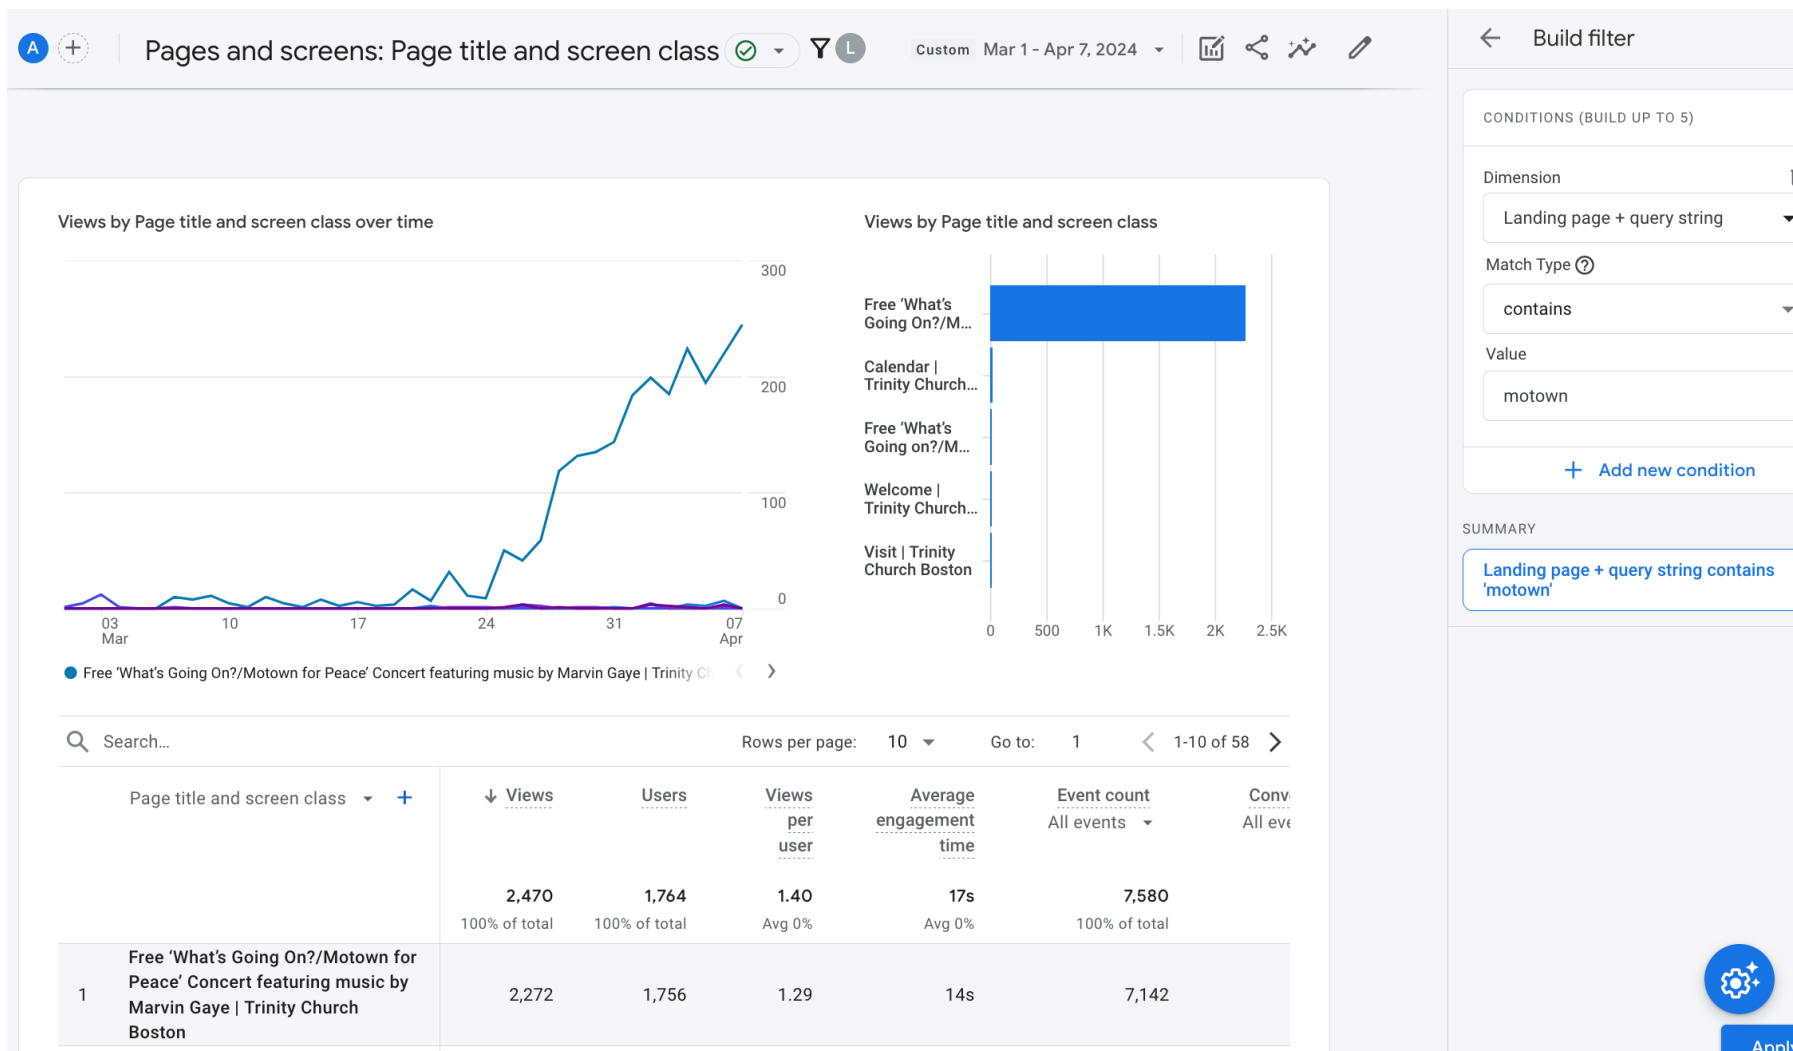 A
Pages and screens: Page title and screen class
L
Custom Mar 1 - Apr 7, 2024
Build filter
CONDITIONS (BUILD UP TO 5)
Dimension
Landing page + query string
Match Type
contains
Value
motown
+ Add new condition
SUMMARY
Landing page + query string contains
'motown'
Views by Page title and screen class over time
300
200
100
0
03
Mar
10
17
24
31
07
Apr
Free ‘What’s Going On?/Motown for Peace’ Concert featuring music by Marvin Gaye | Trinity
Views by Page title and screen class
Free ‘What’s
Going On?/M...
Calendar |
Trinity Church...
Free ‘What’s
Going on?/M...
Welcome |
Trinity Church...
Visit | Trinity
Church Boston
0 500 1K 1.5K 2K 2.5K
Search...
Rows per page: 10 Go to: 1 1-10 of 58
Page title and screen class +
Views
Users
Views
per
user
Average
engagement
time
Event count
All events
Conv
All eve
2,470 1,764 1.40 17s 7,580
100% of total 100% of total Avg 0% Avg 0% 100% of total
1
Free ‘What’s Going On?/Motown for
Peace’ Concert featuring music by
Marvin Gaye | Trinity Church
Boston
2,272 1,756 1.29 14s 7,142